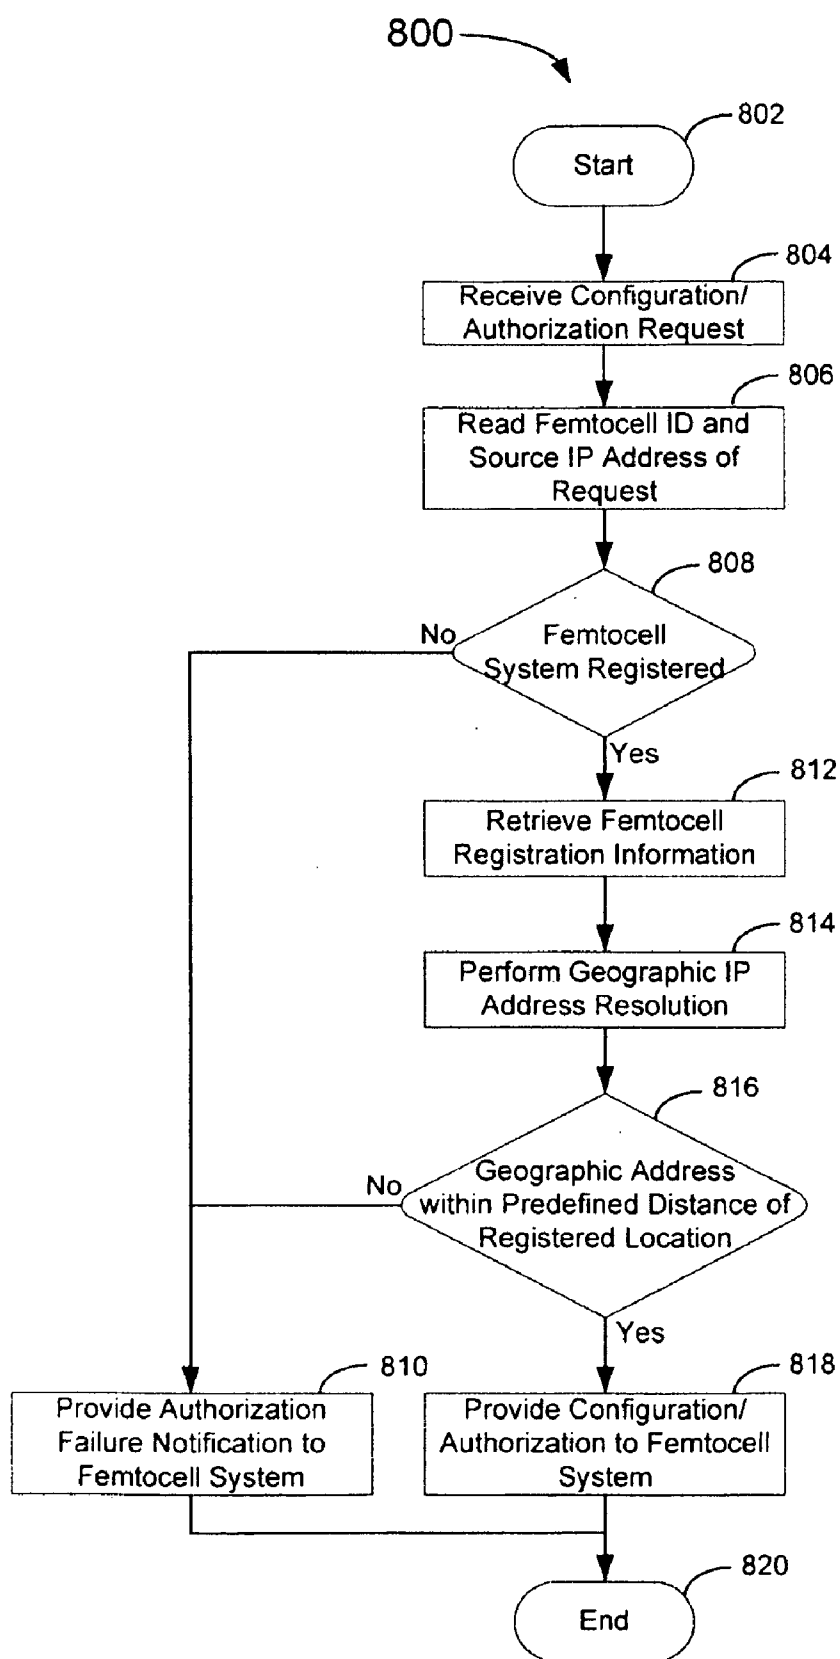 800
802
Start
804
Receive Configuration/
Authorization Request
806
Read Femtocell ID and
Source IP Address of
Request
808
No
Femtocell
System Registered
Yes
812
Retrieve Femtocell
Registration Information
814
Perform Geographic IP
Address Resolution
816
No
Geographic Address
within Predefined Distance of
Registered Location
Yes
810
Provide Authorization
Failure Notification to
Femtocell System
818
Provide Configuration/
Authorization to Femtocell
System
820
End